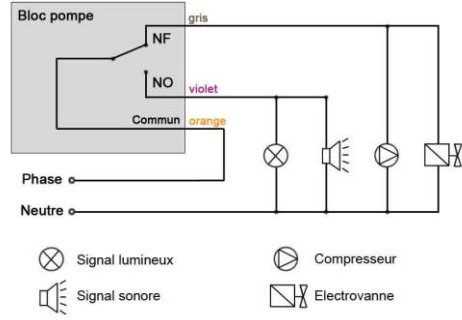 Bloc pompe
gris
NF
NO
violet
Commun orange
Phase
Neutre
Signal lumineux
Compresseur
Signal sonore
Electrovanne